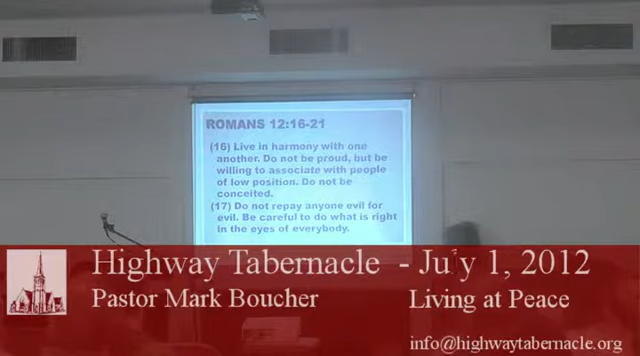 ROMANS 12:16-21
(16) Live in harmony with one
another. Do not be proud, but be
willing to associate with people
of low position. Do not be
conceited.
(17) Do not repay anyone evil for
evil. Be careful to do what is right
in the eyes of everybody.
Highway Tabernacle - July 1, 2012
Pastor Mark Boucher
Living at Peace
info@highwaytabernacle.org